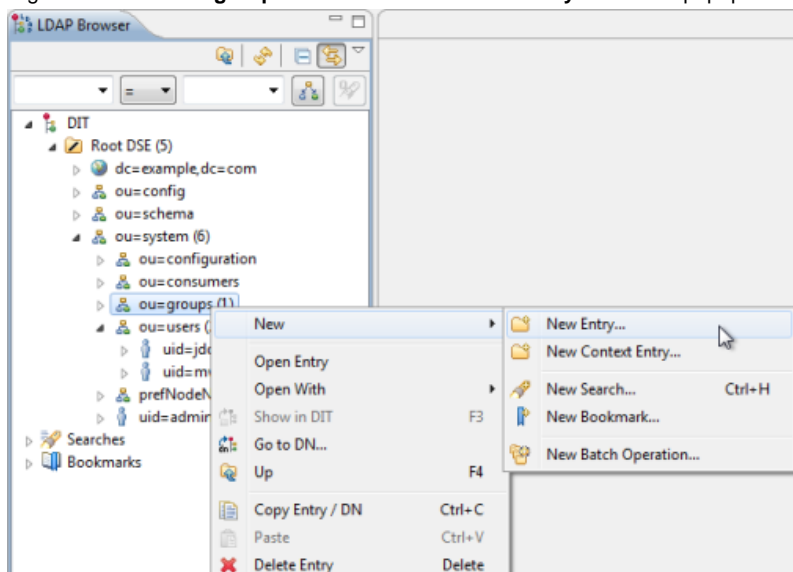 LDAP Browser
=
DIT
Root DSE (5)
dc=example,dc=com
ou=config
ou=schema
ou=system (6)
ou=configuration
ou=consumers
ou=groups (1)
ou=users (
uid=jdo
uid=mw
prefNodeN
uid=admin
Searches
Bookmarks
New
Open Entry
Open With
Show in DIT F3
Go to DN...
Up F4
Copy Entry / DN Ctrl+C
Paste Ctrl+V
Delete Entry Delete
New Entry...
New Context Entry...
New Search... Ctrl+H
New Bookmark...
New Batch Operation...